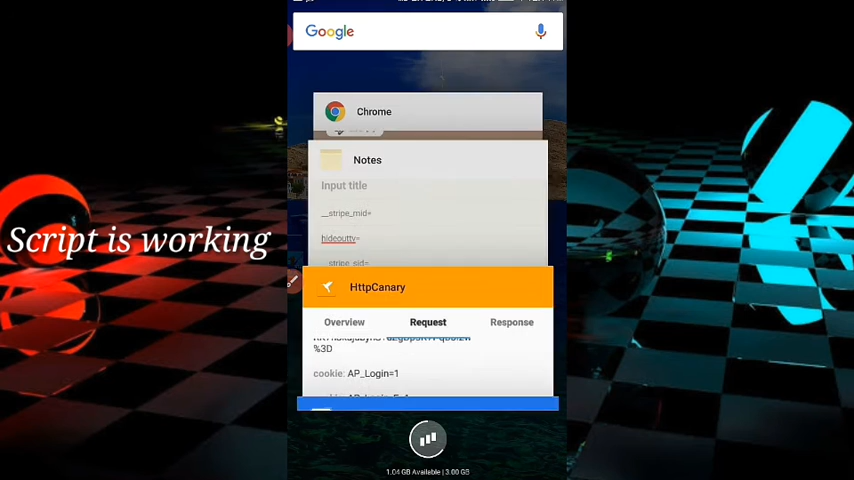 Google
Chrome
Notes
Input title
__stripe_mid=
Script is working
hideouttv=
__stripe_sid=
HttpCanary
Overview Request Response
%3D
cookie: AP_Login=1
1.04 GB Available | 3.00 GB